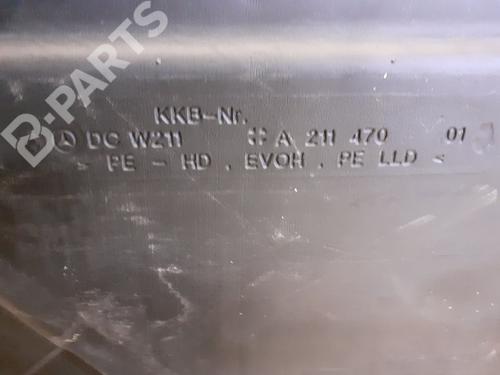 B-PARTS
KKB-Nr.
DC W211 A 211 470 01
> PE - HD , EVOH , PE LLD <